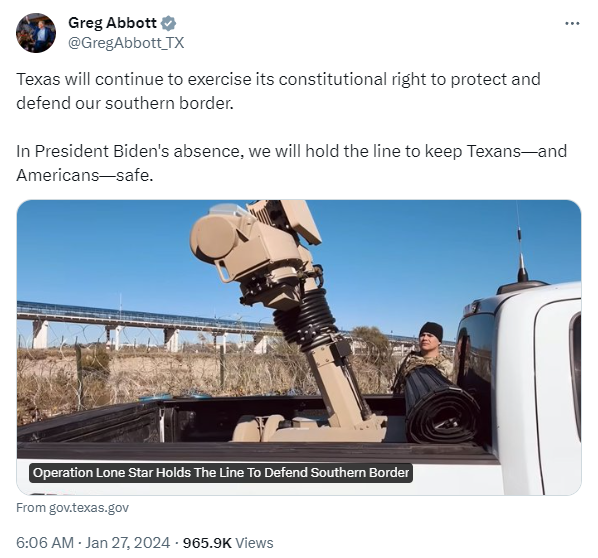 Greg Abbott
@GregAbbott_TX
Texas will continue to exercise its constitutional right to protect and
defend our southern border.
In President Biden's absence, we will hold the line to keep Texans—and
Americans—safe.
Operation Lone Star Holds The Line To Defend Southern Border
From gov.texas.gov
6:06 AM · Jan 27, 2024 · 965.9K Views